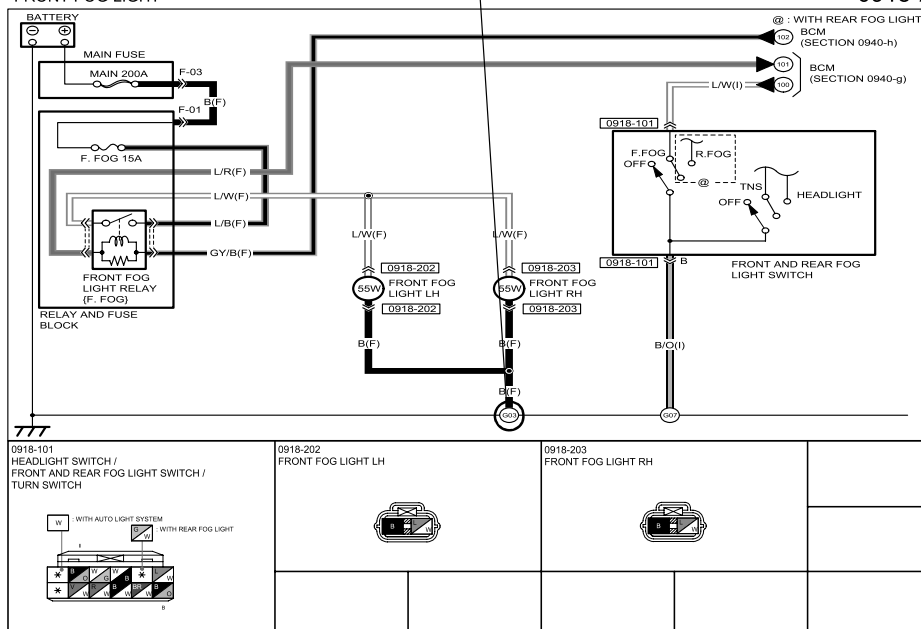 BATTERY
@ : WITH REAR FOG LIGHT
102
BCM
(SECTION 0940-h)
MAIN FUSE
MAIN 200A
F-03
101
100
BCM
(SECTION 0940-g)
L/W(I)
B(F)
F-01
0918-101
F. FOG 15A
F.FOG
R.FOG
OFF
@
TNS
OFF
HEADLIGHT
L/R(F)
L/W(F)
L/B(F)
GY/B(F)
L/W(F)
L/W(F)
FRONT FOG
LIGHT RELAY
{F. FOG}
RELAY AND FUSE
BLOCK
0918-202
55W
FRONT FOG
LIGHT LH
0918-202
0918-203
55W
FRONT FOG
LIGHT RH
0918-203
0918-101
B
FRONT AND REAR FOG
LIGHT SWITCH
B(F)
B(F)
B/O(I)
B(F)
G03
G07
0918-101
HEADLIGHT SWITCH /
FRONT AND REAR FOG LIGHT SWITCH /
TURN SWITCH
W
: WITH AUTO LIGHT SYSTEM
G
W
: WITH REAR FOG LIGHT
I
* B O W G W B * L W
* V W R W B W BR W B O
B
0918-202
FRONT FOG LIGHT LH
B L W
0918-203
FRONT FOG LIGHT RH
B L W